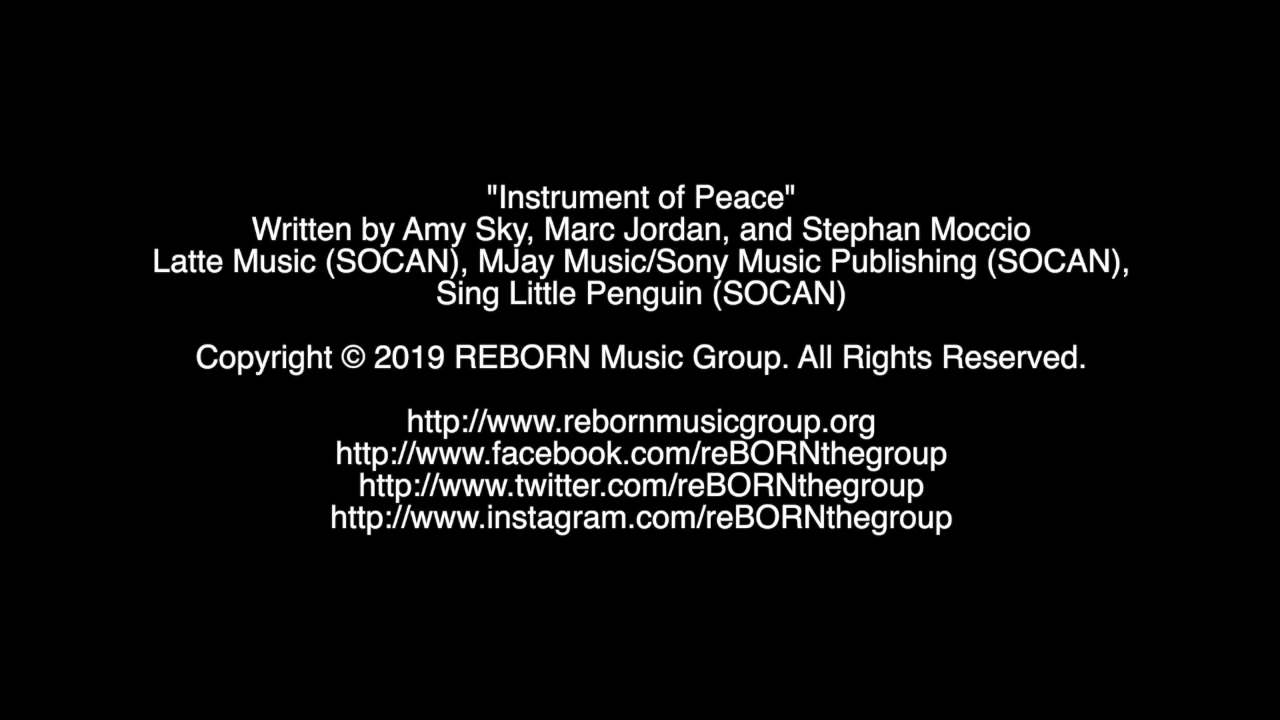 "Instrument of Peace"
Written by Amy Sky, Marc Jordan, and Stephan Moccio
Latte Music (SOCAN), MJay Music/Sony Music Publishing (SOCAN),
Sing Little Penguin (SOCAN)
Copyright © 2019 REBORN Music Group. All Rights Reserved.
http://www.rebornmusicgroup.org
http://www.facebook.com/reBORNthegroup
http://www.twitter.com/reBORNthegroup
http://www.instagram.com/reBORNthegroup